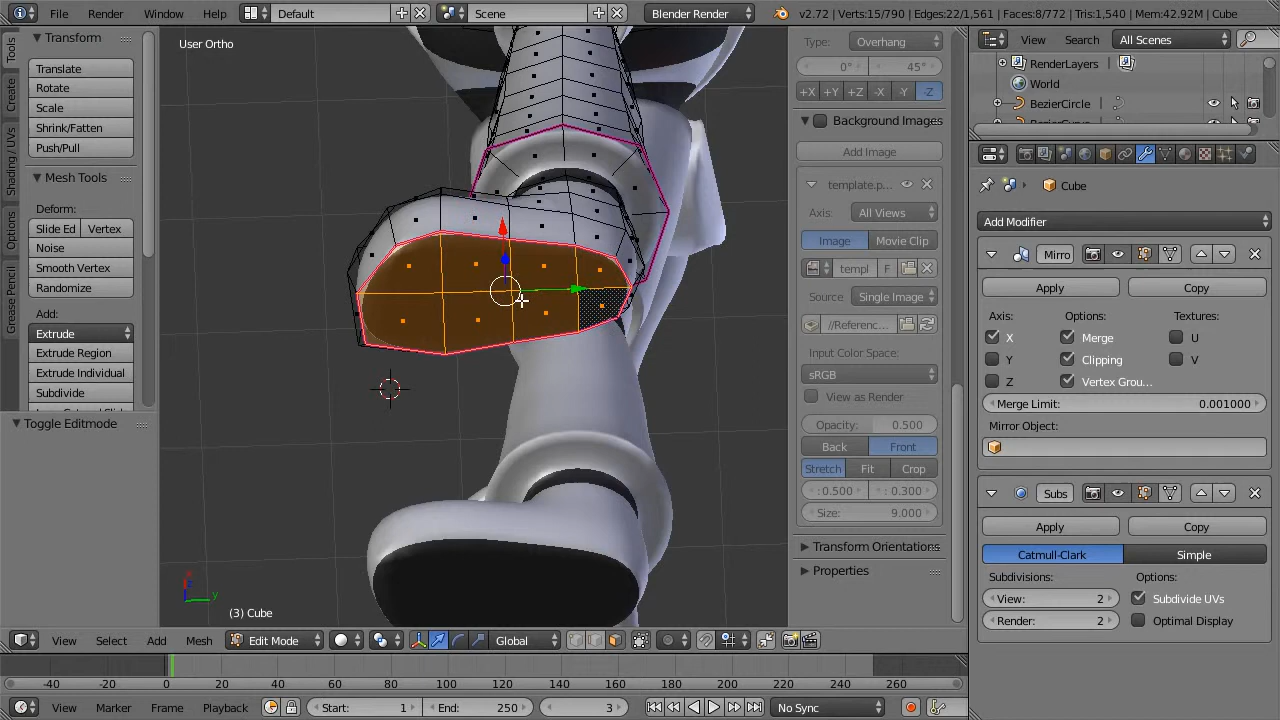 File Render Window Help Default Scene Blender Render v2.72 | Verts:15/790 | Edges:22/1,561 | Faces:8/772 | Tris:1,540 | Mem:42.92M | Cube
Tools
Create
Shading / UVs
Options
Grease Pencil
Transform
Translate
Rotate
Scale
Shrink/Fatten
Push/Pull
Mesh Tools
Deform:
Slide Ed Vertex
Noise
Smooth Vertex
Randomize
Add:
Extrude
Extrude Region
Extrude Individual
Subdivide
Toggle Editmode
User Ortho
(3) Cube
z
y
Type: Overhang
0° 45°
+X +Y +Z -X -Y -Z
Background Images
Add Image
template.p...
Axis: All Views
Image Movie Clip
templ F
Source: Single Image
//Referenc...
Input Color Space:
sRGB
View as Render
Opacity: 0.500
Back Front
Stretch Fit Crop
: 0.500 : 0.300
Size: 9.000
Transform Orientations
Properties
View Search All Scenes
RenderLayers
World
BezierCircle
Cube
Add Modifier
Mirro
Apply Copy
Axis: Options: Textures:
X Merge U
Y Clipping V
Z Vertex Grou...
Merge Limit: 0.001000
Mirror Object:
Subs
Apply Copy
Catmull-Clark Simple
Subdivisions: Options:
View: 2 Subdivide UVs
Render: 2 Optimal Display
View Select Add Mesh Edit Mode Global
-40 -20 0 20 40 60 80 100 120 140 160 180 200 220 240 260
View Marker Frame Playback Start: 1 End: 250 3 No Sync